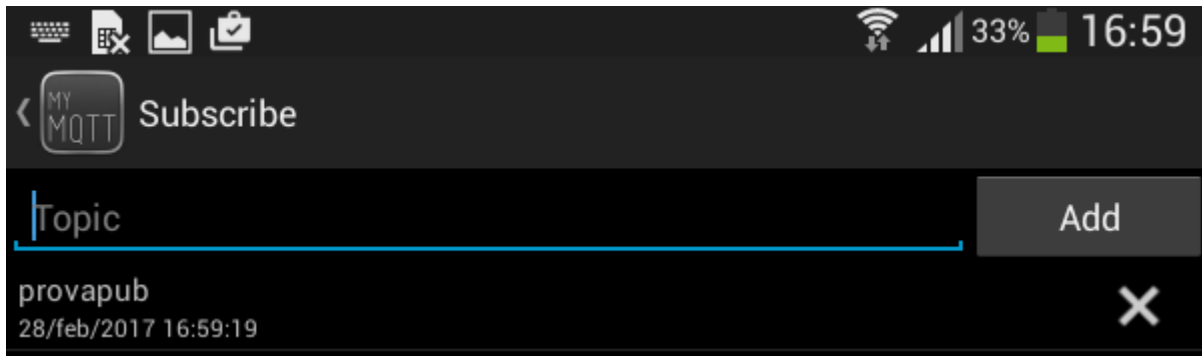 33% 16:59
MY
MQTT
Subscribe
Topic
Add
provapub
28/feb/2017 16:59:19